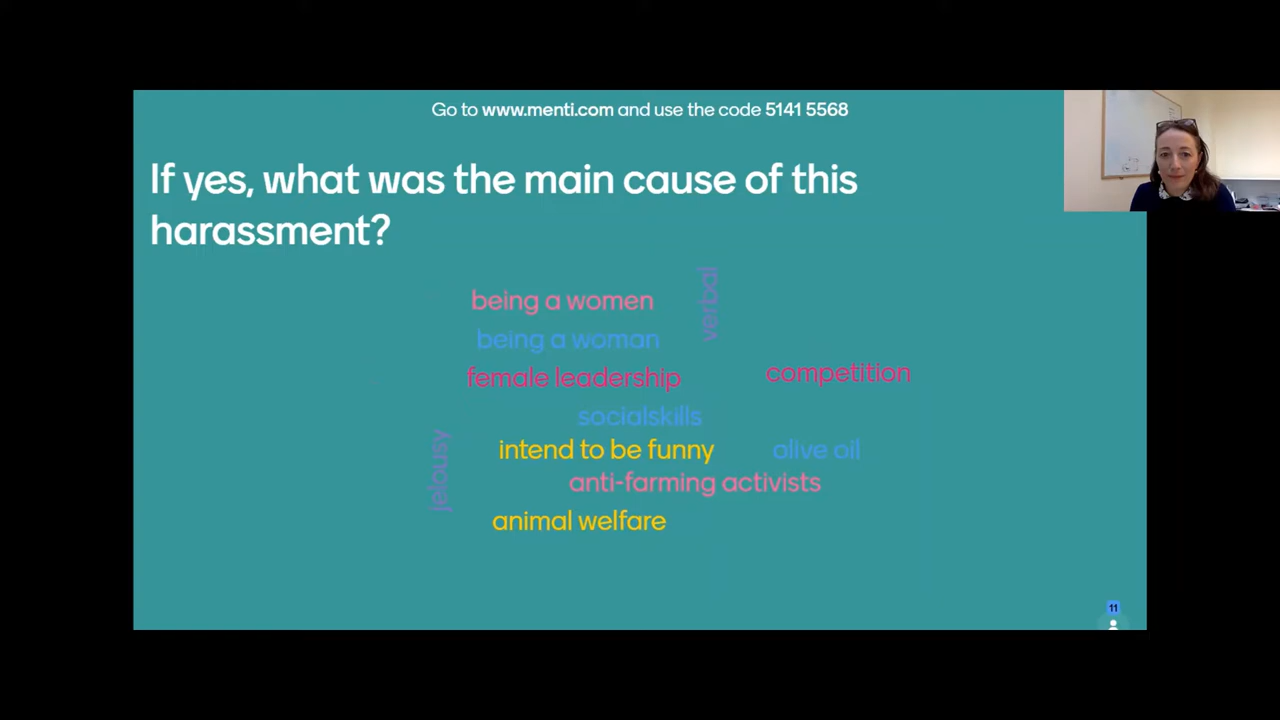 Go to www.menti.com and use the code 5141 5568
If yes, what was the main cause of this
harassment?
verbal
being a women
being a woman
female leadership
competition
socialskills
jelousy
intend to be funny
olive oil
anti-farming activists
animal welfare
11